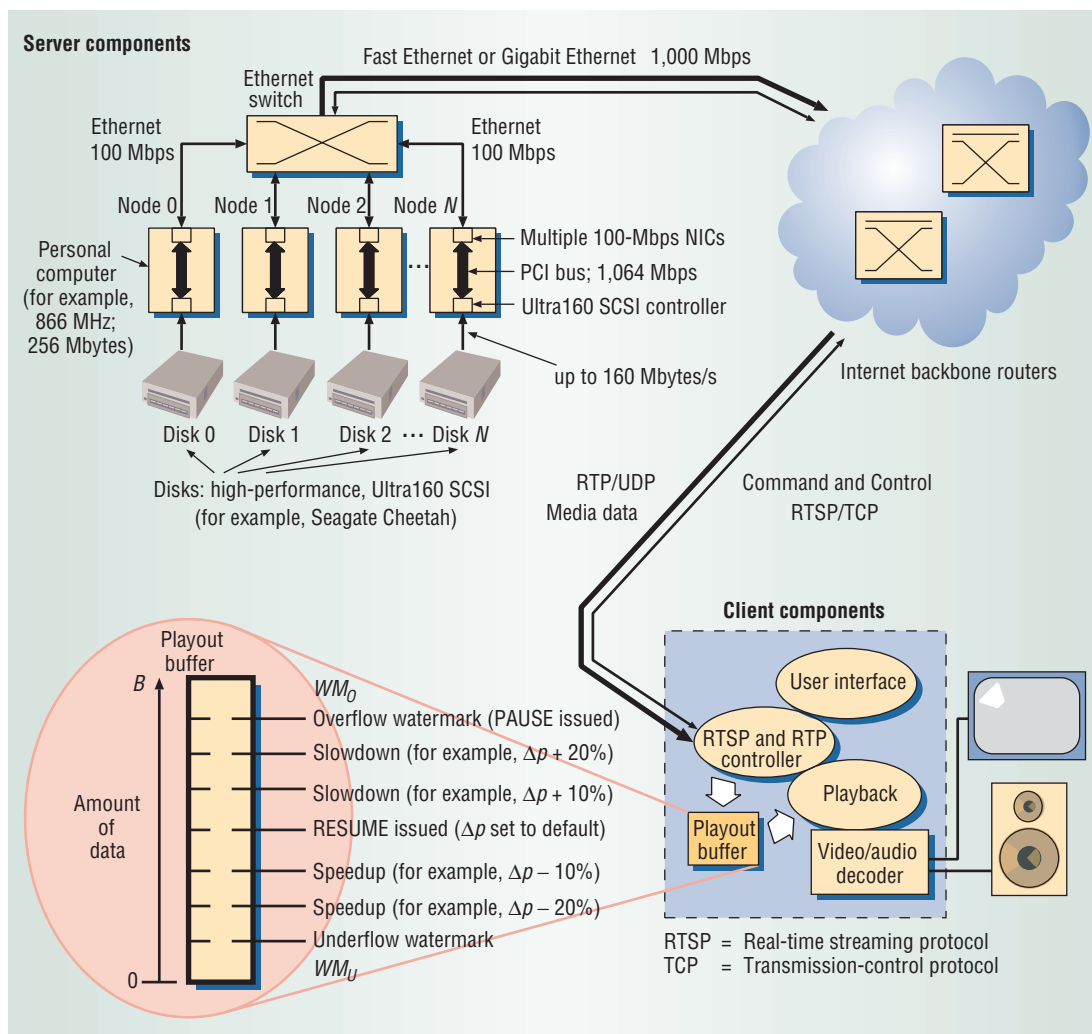 Server components
Fast Ethernet or Gigabit Ethernet 1,000 Mbps
Ethernet
switch
Ethernet
100 Mbps
Ethernet
100 Mbps
Node 0
Node 1
Node 2
Node N
Personal
computer
(for example,
866 MHz;
256 Mbytes)
...
Multiple 100-Mbps NICs
PCI bus; 1,064 Mbps
Ultra160 SCSI controller
up to 160 Mbytes/s
Internet backbone routers
Disk 0
Disk 1
Disk 2 ... Disk N
Disks: high-performance, Ultra160 SCSI
(for example, Seagate Cheetah)
RTP/UDP
Media data
Command and Control
RTSP/TCP
Client components
User interface
RTSP and RTP
controller
Playback
Playout
buffer
Video/audio
decoder
RTSP = Real-time streaming protocol
TCP = Transmission-control protocol
Playout
buffer
B
WM_O
Overflow watermark (PAUSE issued)
Slowdown (for example, Δp + 20%)
Slowdown (for example, Δp + 10%)
Amount
of
data
RESUME issued (Δp set to default)
Speedup (for example, Δp – 10%)
Speedup (for example, Δp – 20%)
Underflow watermark
0
WM_U